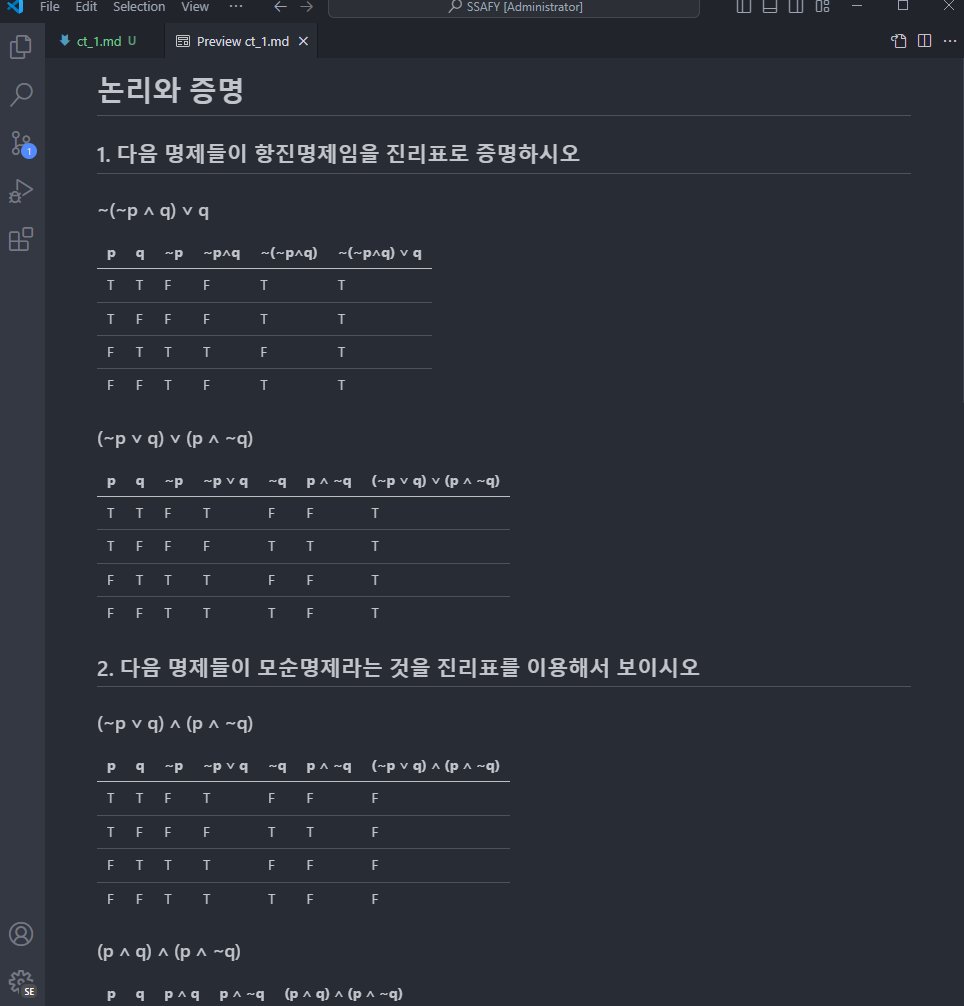 File Edit Selection View ··· ← → SSAFY [Administrator]
ct_1.md U Preview ct_1.md ×
논리와 증명
1. 다음 명제들이 항진명제임을 진리표로 증명하시오
1
~(~p ∧ q) ∨ q
p q ~p ~p∧q ~(~p∧q) ~(~p∧q) ∨ q
T T F F T T
T F F F T T
F T T T F T
F F T F T T
(~p ∨ q) ∨ (p ∧ ~q)
p q ~p ~p ∨ q ~q p ∧ ~q (~p ∨ q) ∨ (p ∧ ~q)
T T F T F F T
T F F F T T T
F T T T F F T
F F T T T F T
2. 다음 명제들이 모순명제라는 것을 진리표를 이용해서 보이시오
(~p ∨ q) ∧ (p ∧ ~q)
p q ~p ~p ∨ q ~q p ∧ ~q (~p ∨ q) ∧ (p ∧ ~q)
T T F T F F F
T F F F T T F
F T T T F F F
F F T T T F F
(p ∧ q) ∧ (p ∧ ~q)
p q p ∧ q p ∧ ~q (p ∧ q) ∧ (p ∧ ~q)
SE